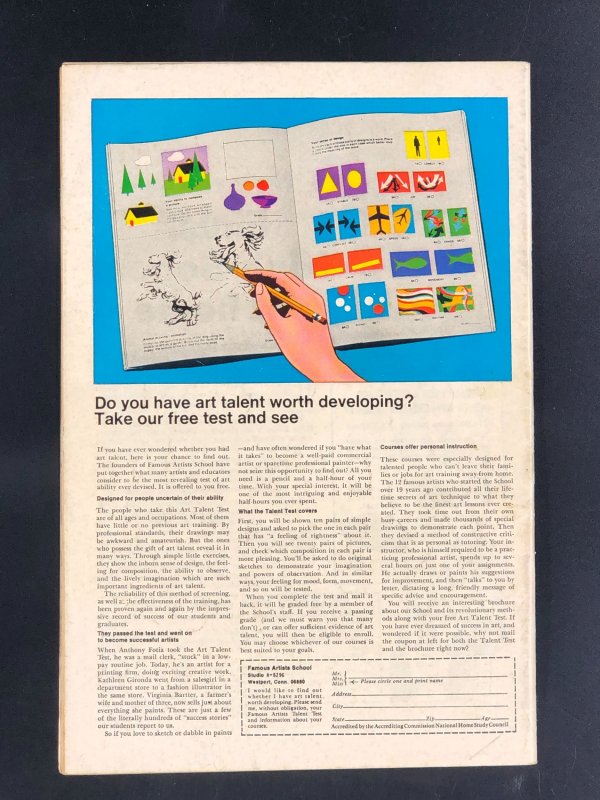 Your sense of design
Your ability to compose a picture
Do you have art talent worth developing?
Take our free test and see
If you have ever wondered whether you had
art talent, here is your chance to find out.
The founders of Famous Artists School have
put together what many artists and educators
consider to be the most revealing test of art
ability ever devised. It is offered to you free.
Designed for people uncertain of their ability
The people who take this Art Talent Test
are of all ages and occupations. Most of them
have little or no previous art training. By
professional standards, their drawings may
be awkward and amateurish. But the ones
who possess the gift of art talent reveal it in
many ways. Through simple little exercises,
they show the inborn sense of design, the feel-
ing for composition, the ability to observe,
and the lively imagination which are such
important ingredients of art talent.
The reliability of this method of screening,
as well as the effectiveness of the training, has
been proven again and again by the impres-
sive record of success of our students and
graduates.
They passed the test and went on
to become successful artists
When Anthony Fotia took the Art Talent
Test, he was a mail clerk, "stuck" in a low-
pay routine job. Today, he's an artist for a
printing firm, doing exciting creative work.
Kathleen Gironda went from a salesgirl in a
department store to a fashion illustrator in
the same store. Virginia Bartter, a farmer's
wife and mother of three, now sells just about
everything she paints. These are just a few
of the literally hundreds of "success stories"
our students report to us.
So if you love to sketch or dabble in paints
—and have often wondered if you "have what
it takes" to become a well-paid commercial
artist or sparetime professional painter—why
not seize this opportunity to find out? All you
need is a pencil and a half-hour of your
time. With your special interest, it will be
one of the most intriguing and enjoyable
half-hours you ever spent.
What the Talent Test covers
First, you will be shown ten pairs of simple
designs and asked to pick the one in each pair
that has "a feeling of rightness" about it.
Then you will see twenty pairs of pictures,
and check which composition in each pair is
more pleasing. You'll be asked to do original
sketches to demonstrate your imagination
and powers of observation. And in similar
ways, your feeling for mood, form, movement,
and so on will be tested.
When you complete the test and mail it
back, it will be graded free by a member of
the School's staff. If you receive a passing
grade (and we must warn you that many
don't), or can offer sufficient evidence of art
talent, you will then be eligible to enroll.
You may choose whichever of our courses is
best suited to your goals.
Courses offer personal instruction
These courses were especially designed for
talented people who can't leave their fami-
lies or jobs for art training away-from-home.
The 12 famous artists who started the School
over 19 years ago contributed all their life-
time secrets of art technique to what they
believe to be the finest art lessons ever cre-
ated. They took time out from their own
busy careers and made thousands of special
drawings to demonstrate each point. Then
they devised a method of constructive critic-
ism that is as personal as tutoring: Your in-
structor, who is himself required to be a prac-
ticing professional artist, spends up to sev-
eral hours on just one of your assignments.
He actually draws or paints his suggestions
for improvement, and then "talks" to you by
letter, dictating a long, friendly message of
specific advice and encouragement.
You will receive an interesting brochure
about our School and its revolutionary meth-
ods along with your free Art Talent Test. If
you have ever dreamed of success in art, and
wondered if it were possible, why not mail
the coupon at left for both the Talent Test
and the brochure right now?
Famous Artists School
Studio
Westport, Conn. 06880
I would like to find out
whether I have art talent
worth developing. Please send
me, without obligation, your
Famous Artists Talent Test
and information about your
courses.
Mr.
Mrs.
Miss Please circle one and print name
Address
City
State Zip Age
Accredited by the Accrediting Commission National Home Study Council